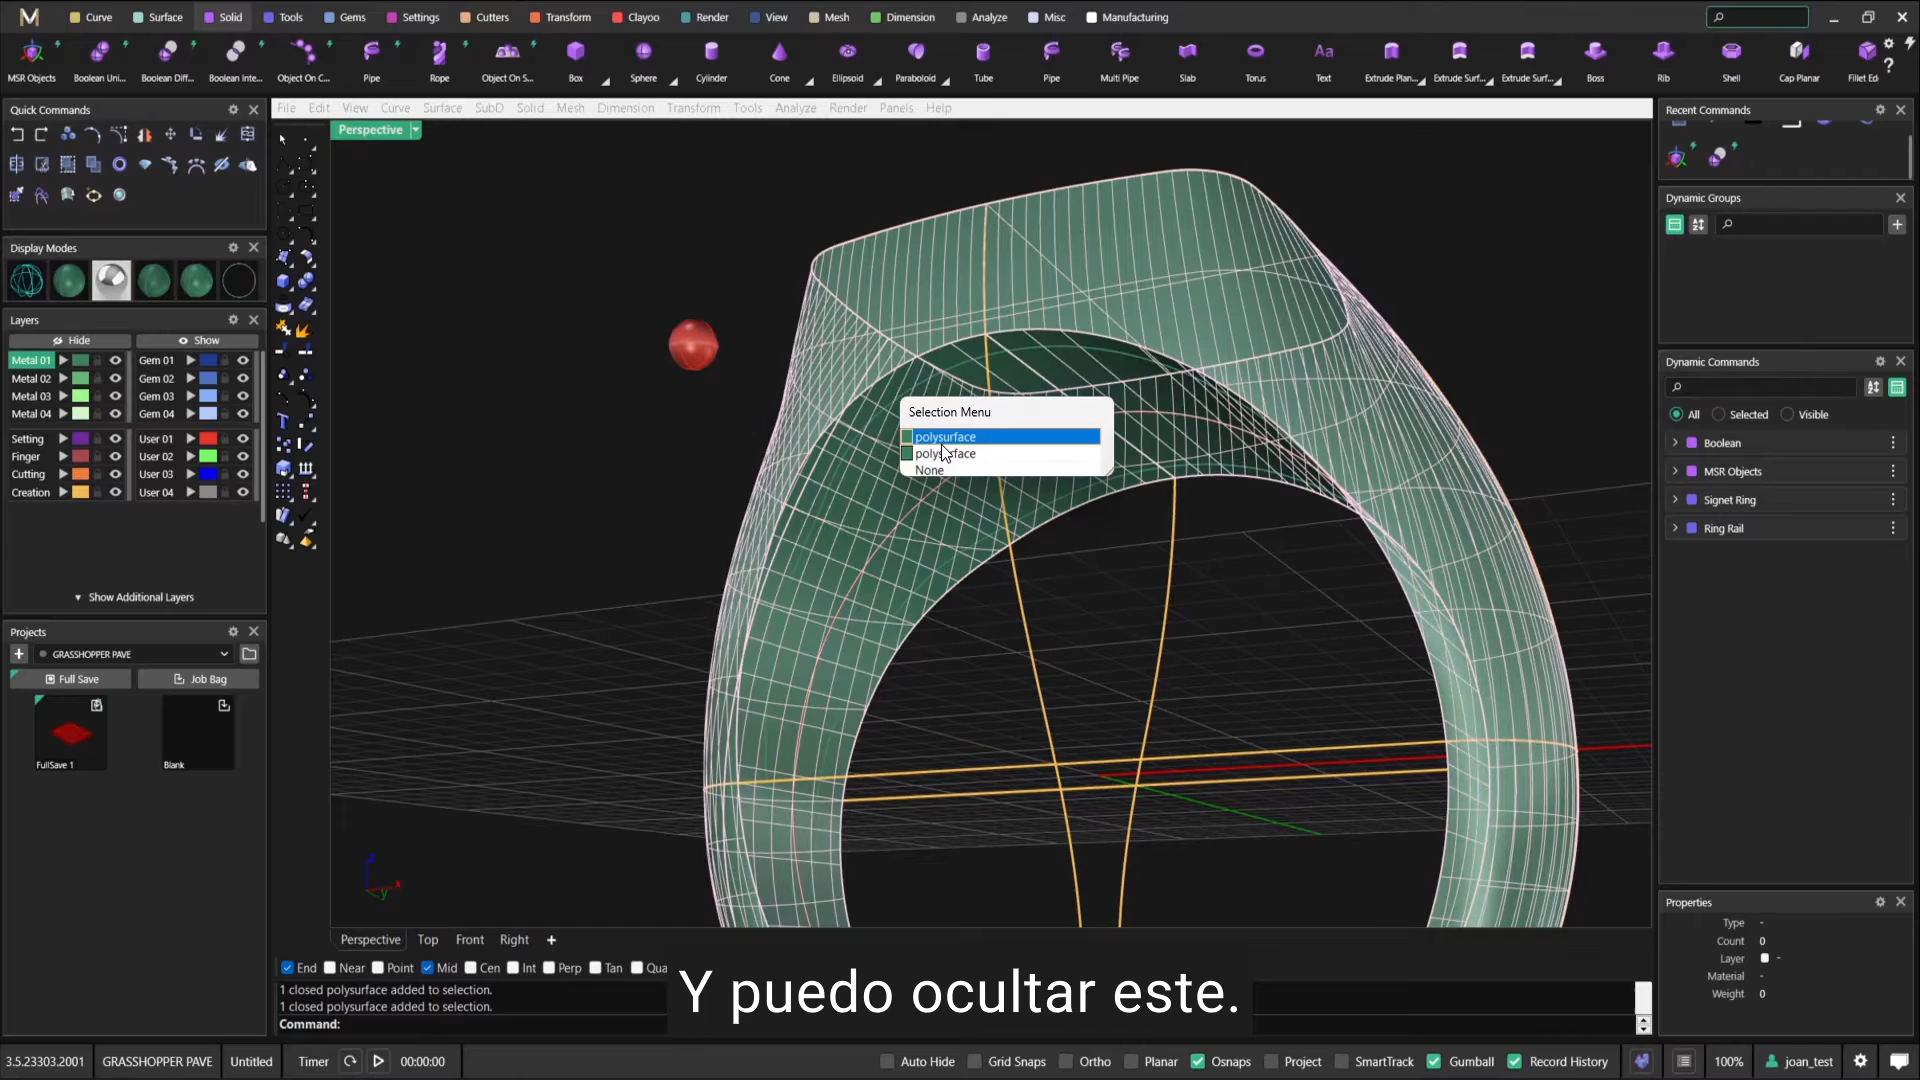 Curve Surface Solid Tools Gems Settings Cutters Transform Clayoo Render View Mesh Dimension Analyze Misc Manufacturing
MSR Objects Boolean Uni... Boolean Diff... Boolean Inte... Object On C... Pipe Rope Object On S... Box Sphere Cylinder Cone Ellipsoid Paraboloid Tube Pipe Multi Pipe Slab Torus Text Extrude Plan... Extrude Surf... Extrude Surf... Boss Rib Shell Cap Planar Fillet Ed
Quick Commands
File Edit View Curve Surface SubD Solid Mesh Dimension Transform Tools Analyze Render Panels Help
Recent Commands
Perspective
Dynamic Groups
Display Modes
Layers
Hide Show
Metal 01 Gem 01
Metal 02 Gem 02
Metal 03 Gem 03
Metal 04 Gem 04
Setting User 01
Finger User 02
Cutting User 03
Creation User 04
Show Additional Layers
Dynamic Commands
All Selected Visible
Boolean
MSR Objects
Signet Ring
Ring Rail
Selection Menu
polysurface
polysurface
None
Projects
GRASSHOPPER PAVE
Full Save Job Bag
FullSave 1 Blank
z
x
y
Properties
Type -
Count 0
Layer -
Material -
Weight 0
Perspective Top Front Right
End Near Point Mid Cen Int Perp Tan Qua
1 closed polysurface added to selection.
1 closed polysurface added to selection.
Command:
Y puedo ocultar este.
3.5.23303.2001 GRASSHOPPER PAVE Untitled Timer 00:00:00 Auto Hide Grid Snaps Ortho Planar Osnaps Project SmartTrack Gumball Record History 100% joan_test